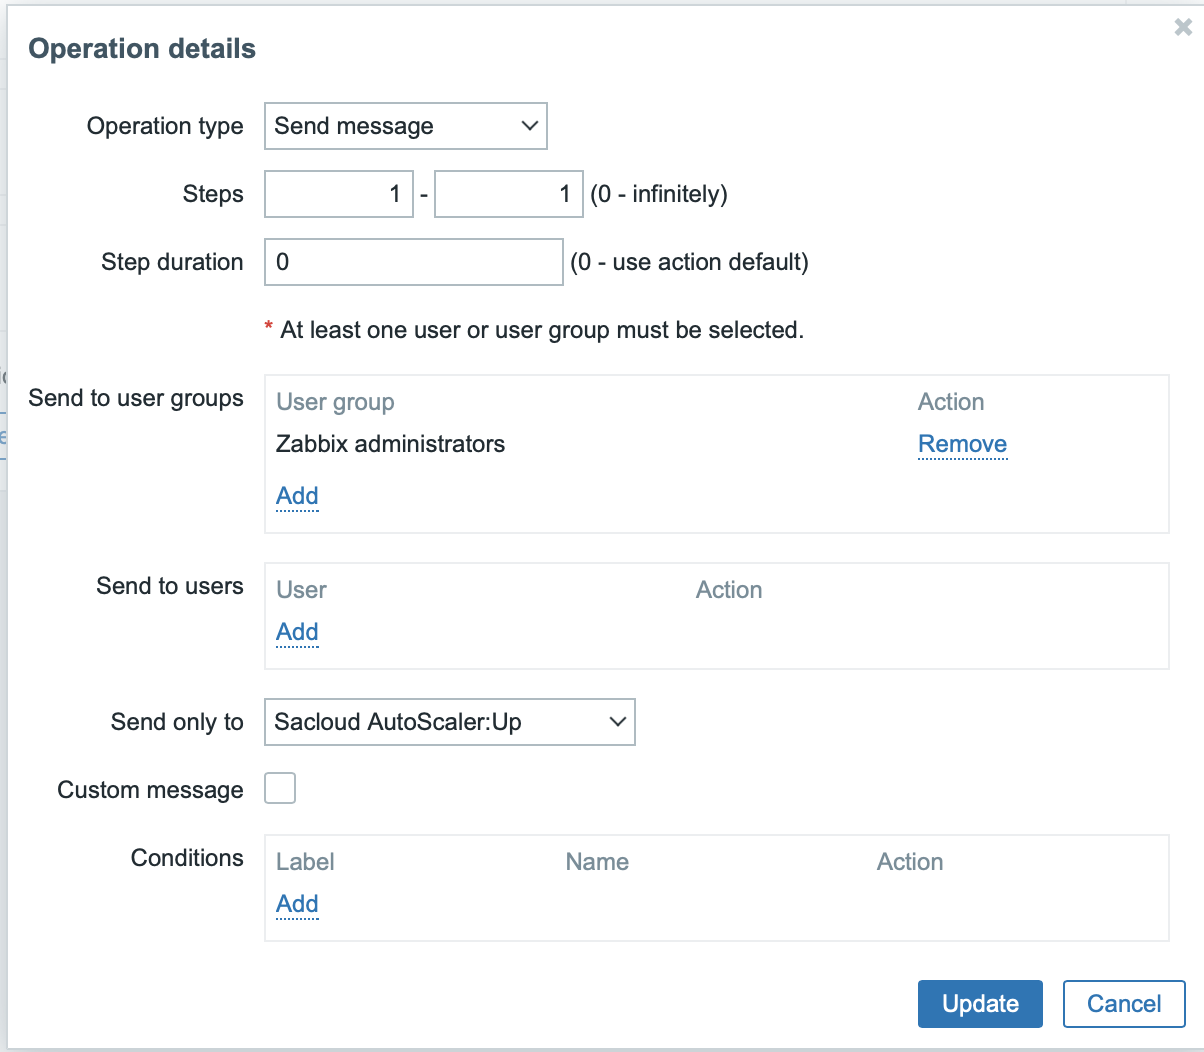 Operation details
Operation type Send message
Steps 1 - 1 (0 - infinitely)
Step duration 0 (0 - use action default)
* At least one user or user group must be selected.
Send to user groups User group Action
Zabbix administrators Remove
Add
Send to users User Action
Add
Send only to Sacloud AutoScaler:Up
Custom message
Conditions Label Name Action
Add
Update Cancel